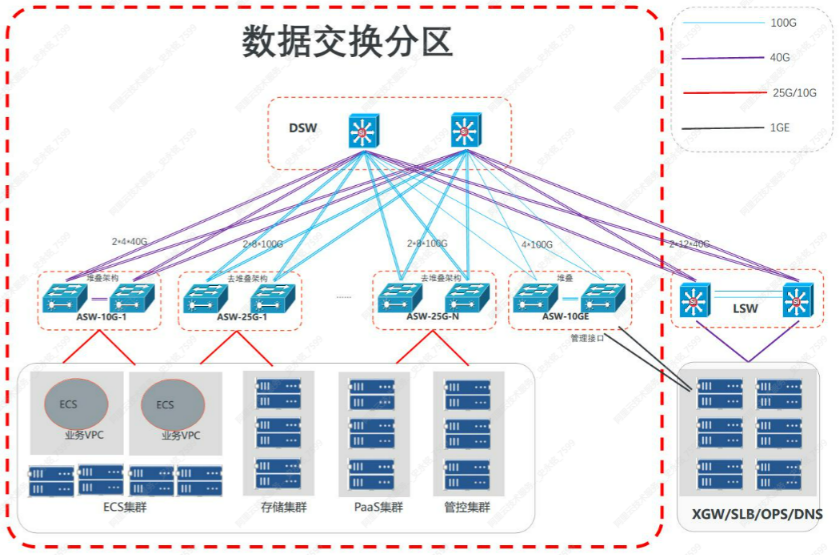 数据交换分区
100G
40G
25G/10G
1GE
DSW
2*4*40G
2*8*100G
2*8*100G
4*100G
2*12*40G
堆叠架构
去堆叠架构
......
去堆叠架构
堆叠
ASW-10G-1
ASW-25G-1
ASW-25G-N
ASW-10GE
LSW
管理接口
ECS
ECS
业务VPC
业务VPC
ECS集群
存储集群
PaaS集群
管控集群
XGW/SLB/OPS/DNS